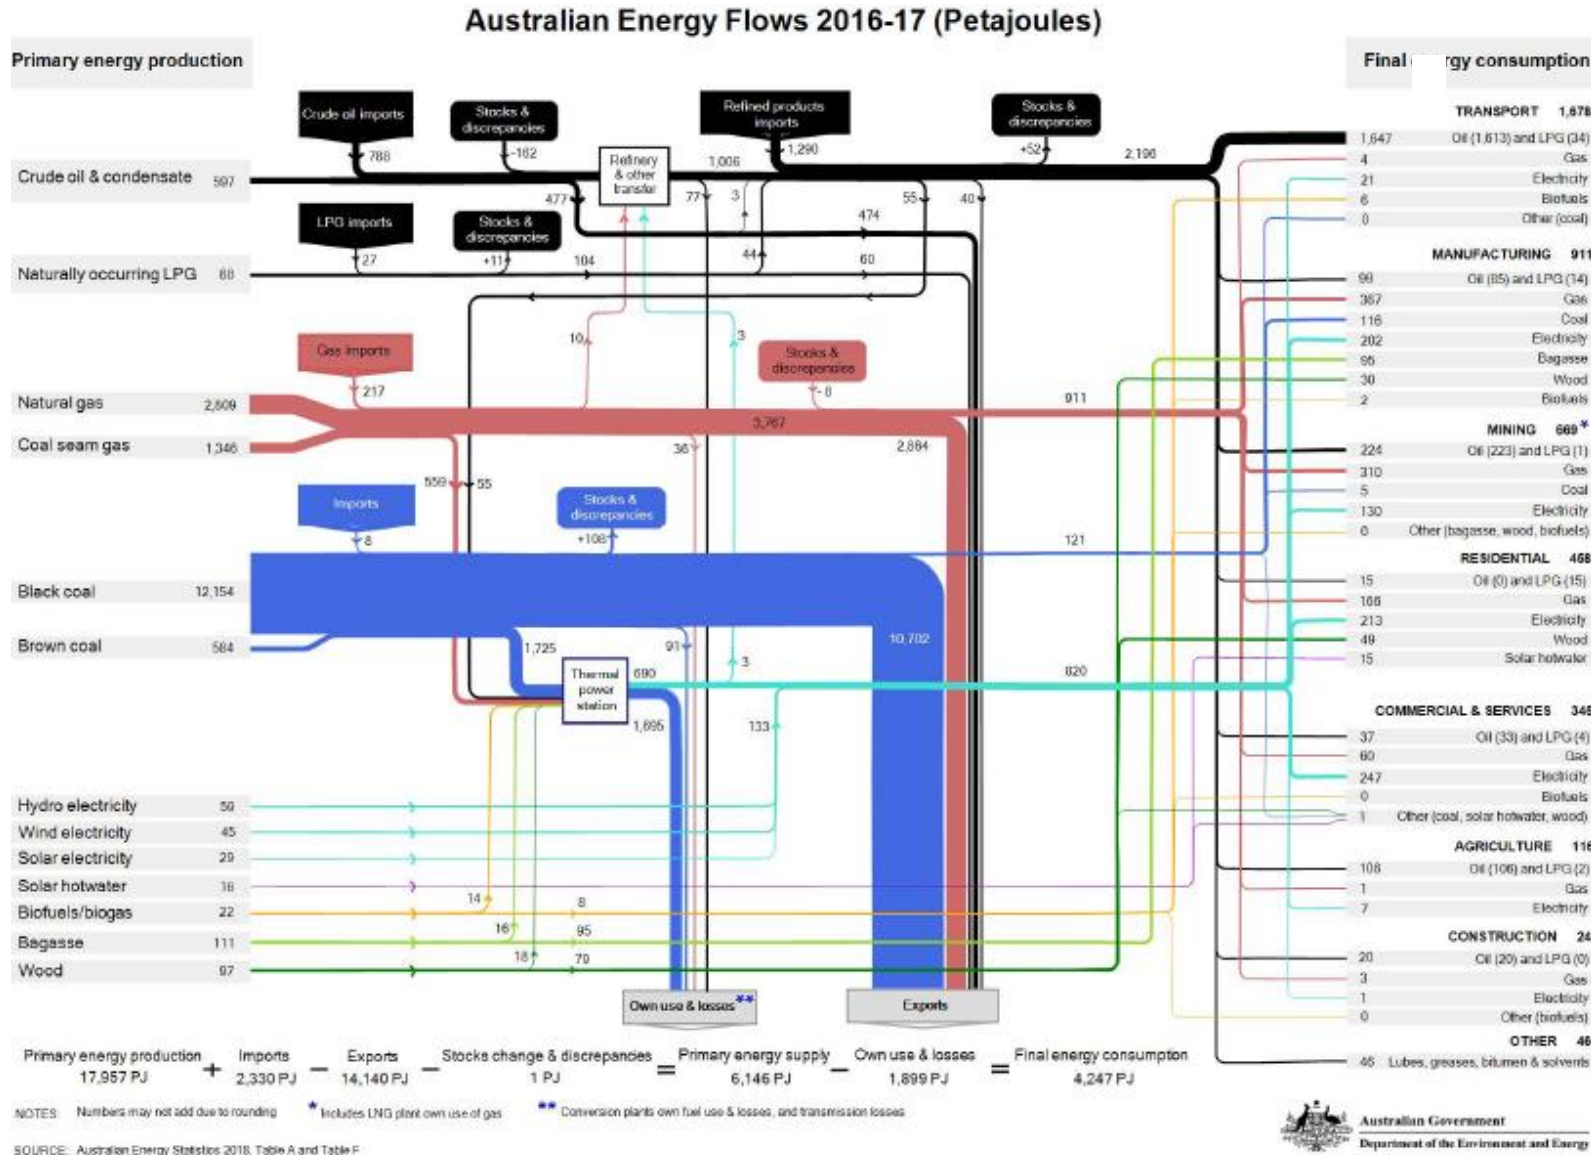 Australian Energy Flows 2016-17 (Petajoules)
Primary energy production
Final rgy consumption
Crude oil imports
Stocks &
discrepancies
Refined products
imports
Stocks &
discrepancies
788
-162
Refinery
& other
transfer
1,006
1,290
+52
2,196
Crude oil & condensate 597
477
77
3
55
40
LPG imports
Stocks &
discrepancies
474
27
+11
104
44
60
Naturally occurring LPG 68
Gas imports
10
3
Stocks &
discrepancies
217
- 8
Natural gas
911
3,767
Coal seam gas 1,346
36
2,864
559
55
Imports
Stocks &
discrepancies
8
+108
121
Black coal 12,154
10,702
Brown coal 584
1,725
91
Thermal
power
station
690
3
820
1,695
133
Hydro electricity 59
Wind electricity 45
Solar electricity 29
Solar hotwater 16
Biofuels/biogas 22
14
8
Bagasse 111
16
95
Wood 97
18
79
Own use & losses**
Exports
TRANSPORT 1,678
1,647 Oil (1,613) and LPG (34)
4 Gas
21 Electricity
6 Biofuels
0 Other (coal)
MANUFACTURING 911
99 Oil (85) and LPG (14)
367 Gas
116 Coal
202 Electricity
95 Bagasse
30 Wood
2 Biofuels
MINING 669*
224 Oil (223) and LPG (1)
310 Gas
5 Coal
130 Electricity
0 Other (bagasse, wood, biofuels)
RESIDENTIAL 458
15 Oil (0) and LPG (15)
166 Gas
213 Electricity
49 Wood
15 Solar hotwater
COMMERCIAL & SERVICES 345
37 Oil (33) and LPG (4)
60 Gas
247 Electricity
0 Biofuels
1 Other (coal, solar hotwater, wood)
AGRICULTURE 116
108 Oil (106) and LPG (2)
1 Gas
7 Electricity
CONSTRUCTION 24
20 Oil (20) and LPG (0)
3 Gas
1 Electricity
0 Other (biofuels)
OTHER 46
46 Lubes, greases, bitumen & solvents
Primary energy production + Imports − Exports − Stocks change & discrepancies = Primary energy supply − Own use & losses = Final energy consumption
17,957 PJ 2,330 PJ 14,140 PJ 1 PJ 6,146 PJ 1,899 PJ 4,247 PJ
NOTES: Numbers may not add due to rounding * Includes LNG plant own use of gas ** Conversion plants own fuel use & losses, and transmission losses
SOURCE: Australian Energy Statistics 2018, Table A and Table F
Australian Government
Department of the Environment and Energy